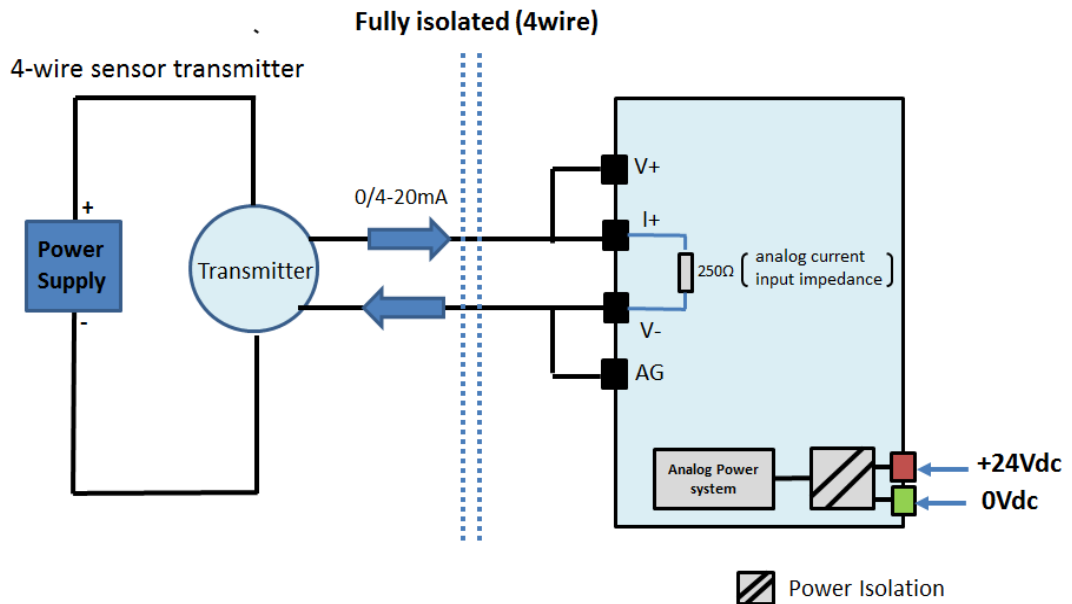 Fully isolated (4wire)
4-wire sensor transmitter
+
Power
Supply
-
Transmitter
0/4-20mA
V+
I+
250Ω
analog current
input impedance
V-
AG
Analog Power
system
+24Vdc
0Vdc
Power Isolation